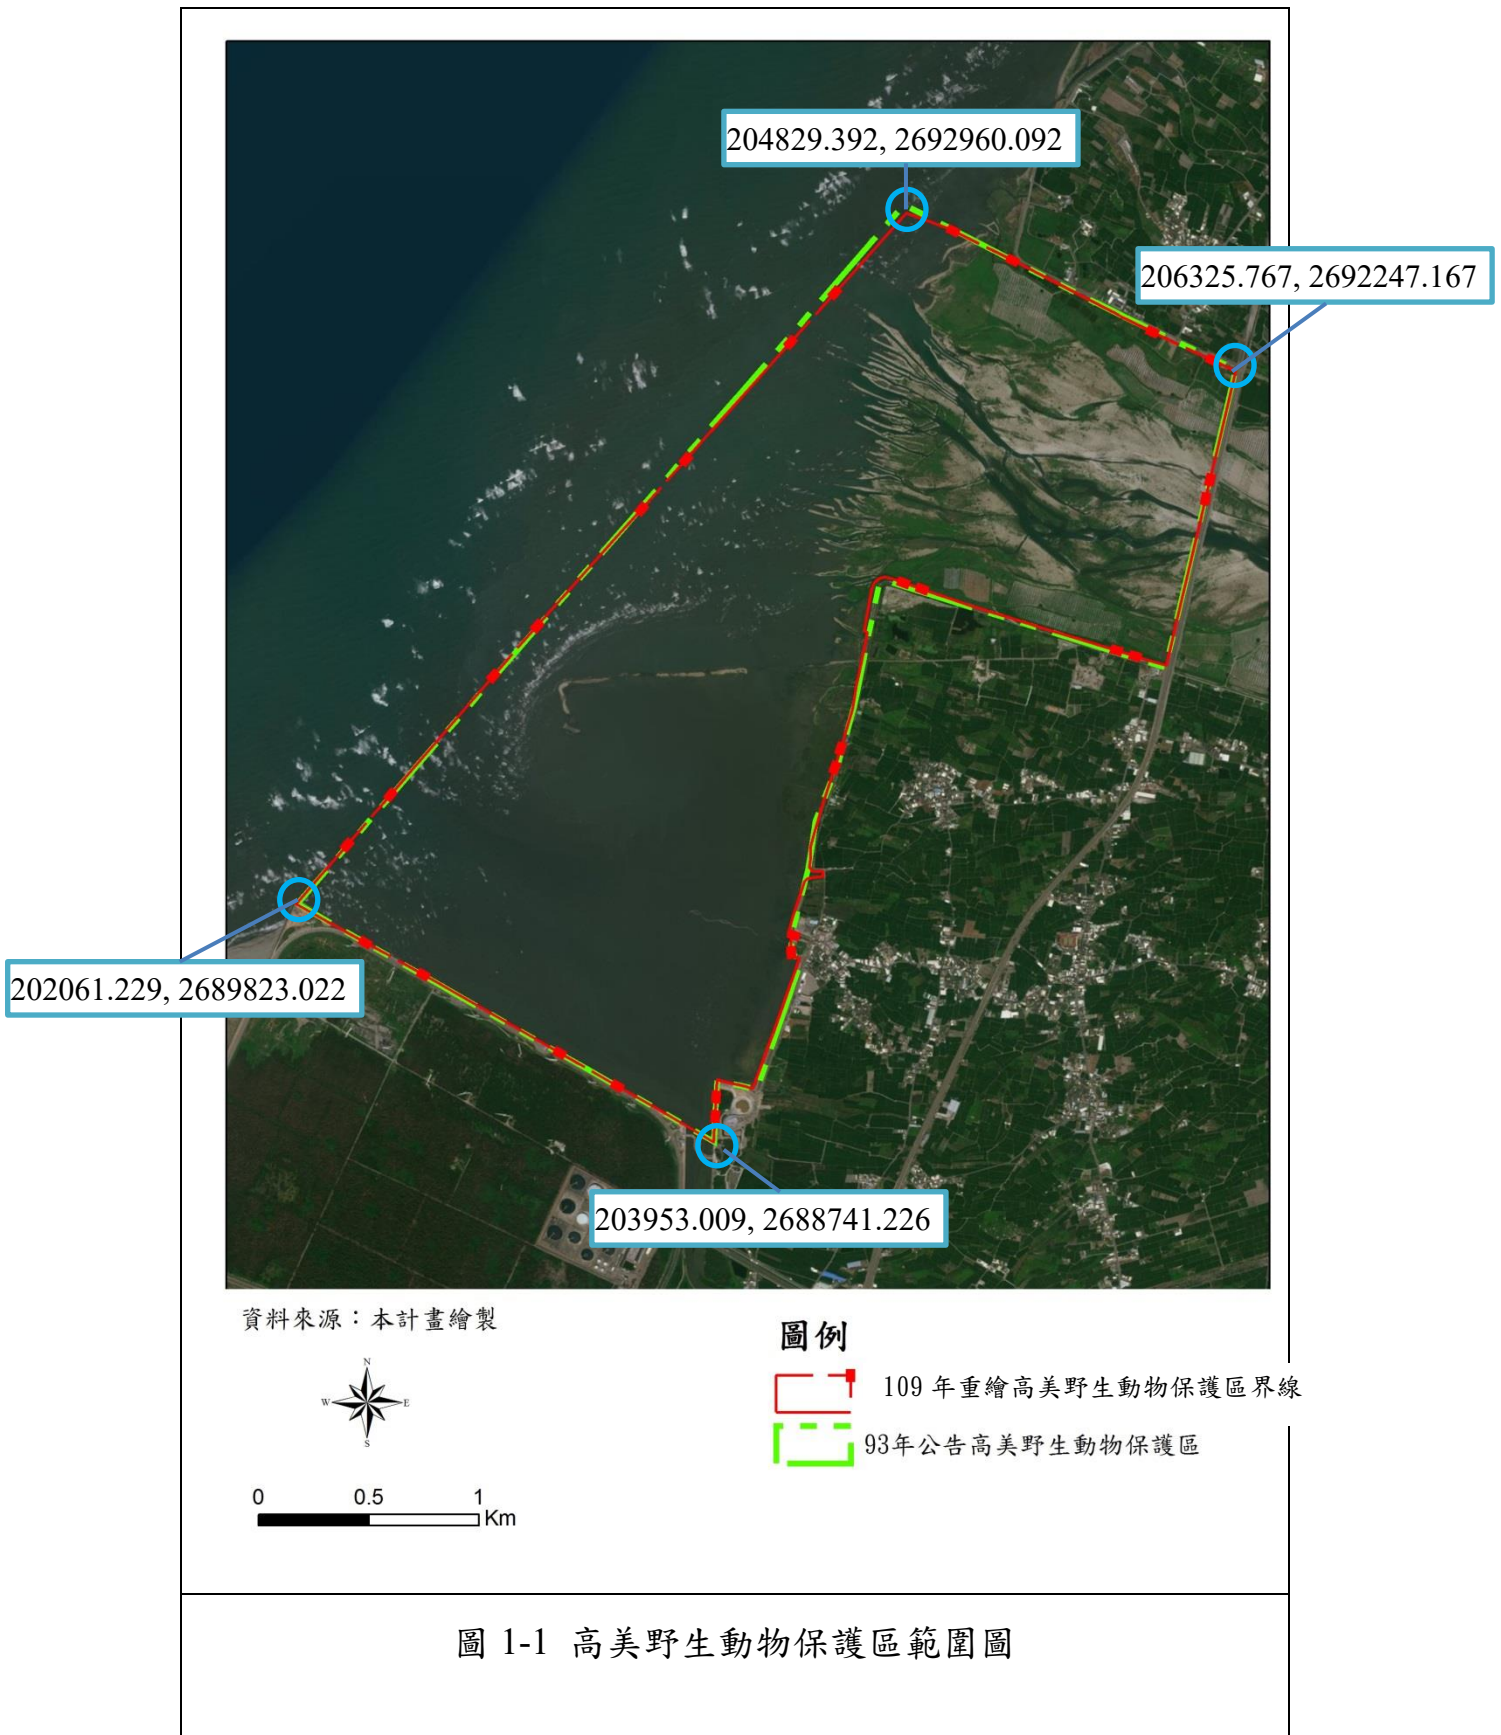 204829.392, 2692960.092
206325.767, 2692247.167
202061.229, 2689823.022
203953.009, 2688741.226
資料來源：本計畫繪製
圖例
N
W
E
S
109 年重繪高美野生動物保護區界線
93年公告高美野生動物保護區
0 0.5 1
Km
圖 1-1 高美野生動物保護區範圍圖